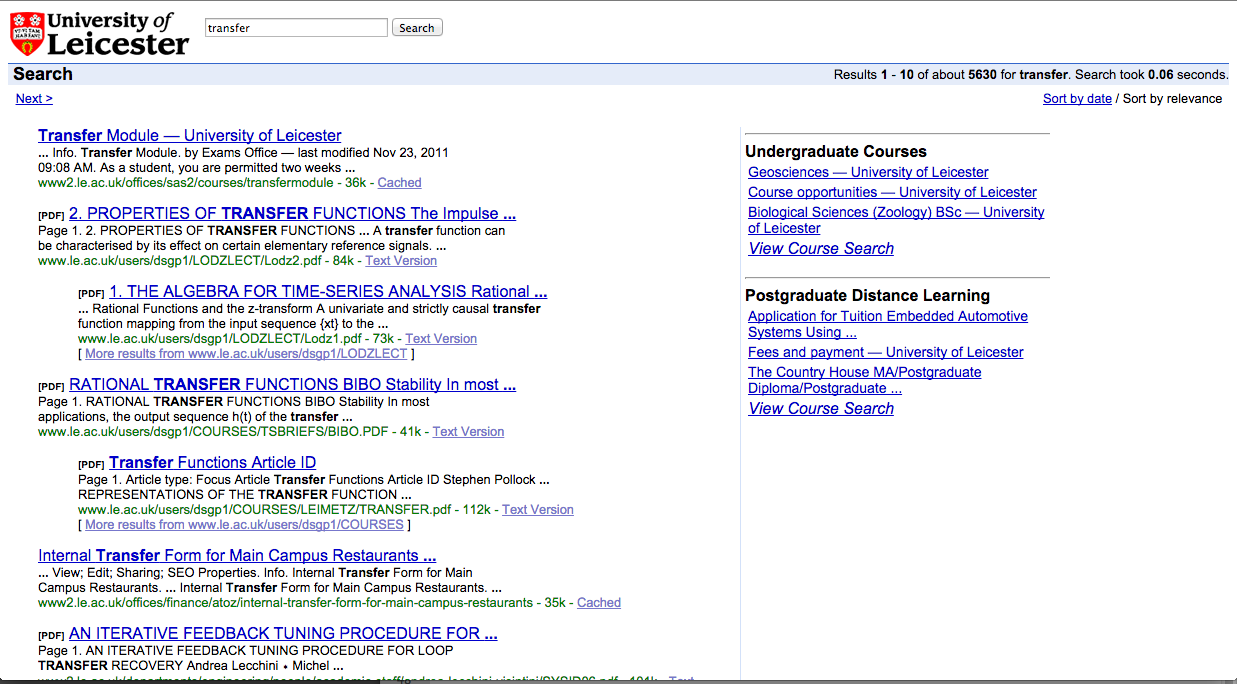 University of
Leicester
transfer
Search
Search
Results 1 - 10 of about 5630 for transfer. Search took 0.06 seconds.
Next >
Sort by date / Sort by relevance
Transfer Module — University of Leicester
... Info. Transfer Module. by Exams Office — last modified Nov 23, 2011
09:08 AM. As a student, you are permitted two weeks ...
www2.le.ac.uk/offices/sas2/courses/transfermodule - 36k - Cached
[PDF] 2. PROPERTIES OF TRANSFER FUNCTIONS The Impulse ...
Page 1. 2. PROPERTIES OF TRANSFER FUNCTIONS ... A transfer function can
be characterised by its effect on certain elementary reference signals. ...
www.le.ac.uk/users/dsgp1/LODZLECT/Lodz2.pdf - 84k - Text Version
[PDF] 1. THE ALGEBRA FOR TIME-SERIES ANALYSIS Rational ...
... Rational Functions and the z-transform A univariate and strictly causal transfer
function mapping from the input sequence {xt} to the ...
www.le.ac.uk/users/dsgp1/LODZLECT/Lodz1.pdf - 73k - Text Version
[ More results from www.le.ac.uk/users/dsgp1/LODZLECT ]
[PDF] RATIONAL TRANSFER FUNCTIONS BIBO Stability In most ...
Page 1. RATIONAL TRANSFER FUNCTIONS BIBO Stability In most
applications, the output sequence h(t) of the transfer ...
www.le.ac.uk/users/dsgp1/COURSES/TSBRIEFS/BIBO.PDF - 41k - Text Version
[PDF] Transfer Functions Article ID
Page 1. Article type: Focus Article Transfer Functions Article ID Stephen Pollock ...
REPRESENTATIONS OF THE TRANSFER FUNCTION ...
www.le.ac.uk/users/dsgp1/COURSES/LEIMETZ/TRANSFER.pdf - 112k - Text Version
[ More results from www.le.ac.uk/users/dsgp1/COURSES ]
Internal Transfer Form for Main Campus Restaurants ...
... View; Edit; Sharing; SEO Properties. Info. Internal Transfer Form for Main
Campus Restaurants. ... Internal Transfer Form for Main Campus Restaurants. ...
www2.le.ac.uk/offices/finance/atoz/internal-transfer-form-for-main-campus-restaurants - 35k - Cached
[PDF] AN ITERATIVE FEEDBACK TUNING PROCEDURE FOR ...
Page 1. AN ITERATIVE FEEDBACK TUNING PROCEDURE FOR LOOP
TRANSFER RECOVERY Andrea Lecchini ⋆ Michel ...
Undergraduate Courses
Geosciences — University of Leicester
Course opportunities — University of Leicester
Biological Sciences (Zoology) BSc — University
of Leicester
View Course Search
Postgraduate Distance Learning
Application for Tuition Embedded Automotive
Systems Using ...
Fees and payment — University of Leicester
The Country House MA/Postgraduate
Diploma/Postgraduate ...
View Course Search